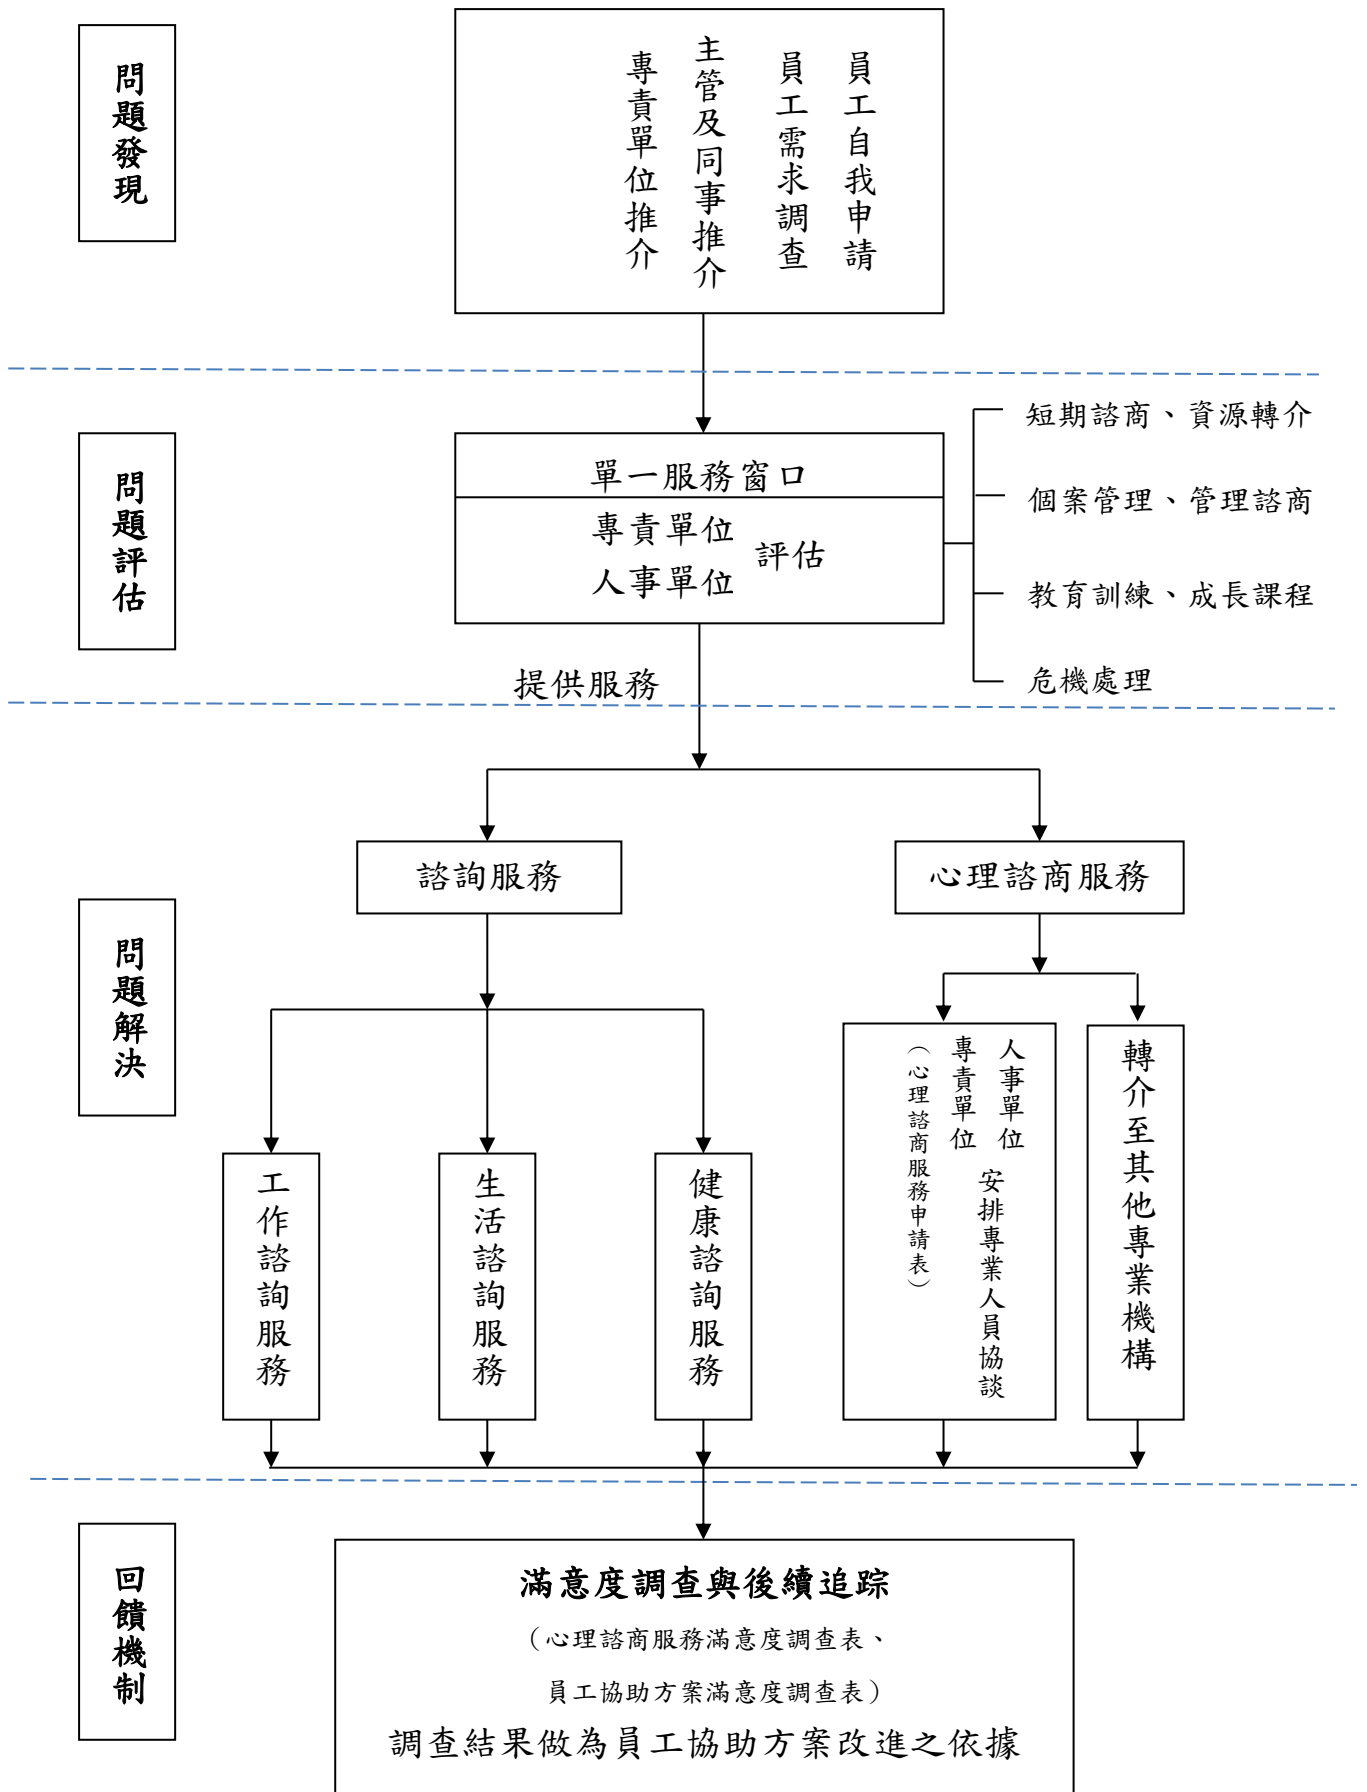 問題發現
員工自我申請
員工需求調查
主管及同事推介
專責單位推介
問題評估
單一服務窗口
專責單位
人事單位
評估
短期諮商、資源轉介
個案管理、管理諮商
教育訓練、成長課程
危機處理
提供服務
問題解決
諮詢服務
心理諮商服務
工作諮詢服務
生活諮詢服務
健康諮詢服務
人事單位
專責單位
安排專業人員協談
（心理諮商服務申請表）
轉介至其他專業機構
回饋機制
滿意度調查與後續追踪
（心理諮商服務滿意度調查表、
員工協助方案滿意度調查表）
調查結果做為員工協助方案改進之依據